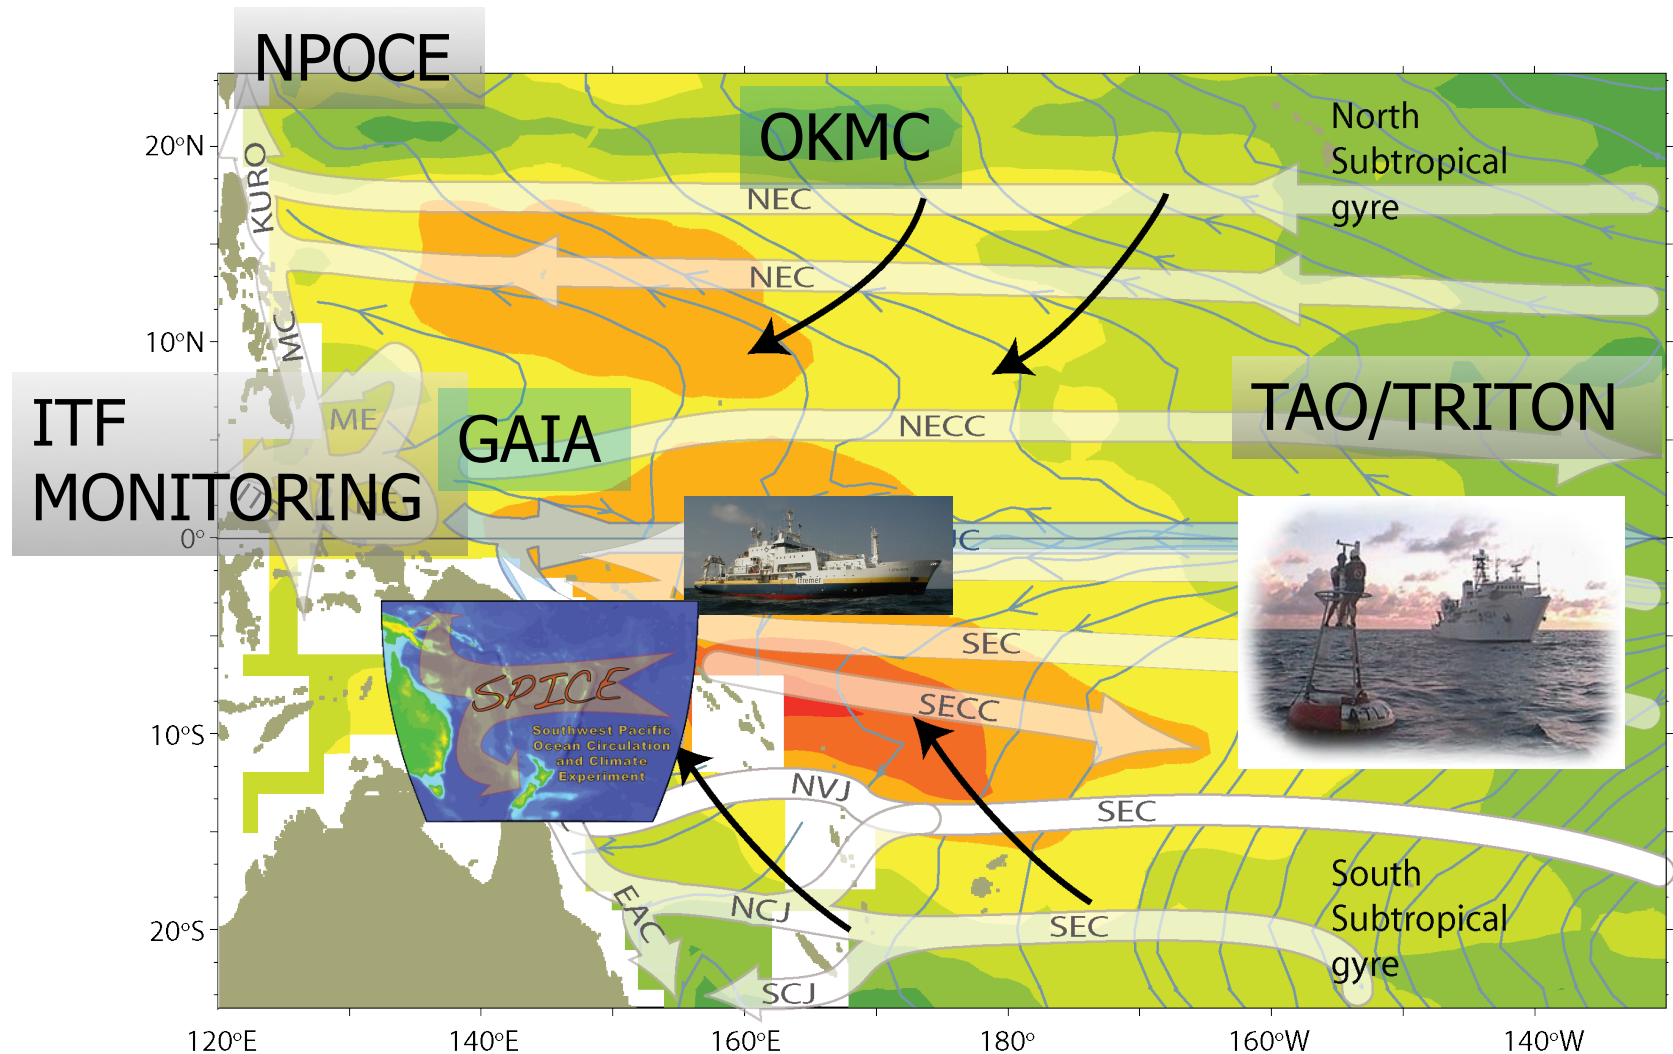 NPOCE
OKMC
North
Subtropical
gyre
20°N
KURO
NEC
NEC
MC
10°N
ME
NECC
TAO/TRITON
ITF
MONITORING
GAIA
0°
ifremer
SEC
SPICE
Southwest Pacific
Ocean Circulation
and Climate
Experiment
SECC
10°S
NVJ
SEC
South
Subtropical
gyre
EAC
NCJ
SEC
20°S
SCJ
120°E
140°E
160°E
180°
160°W
140°W